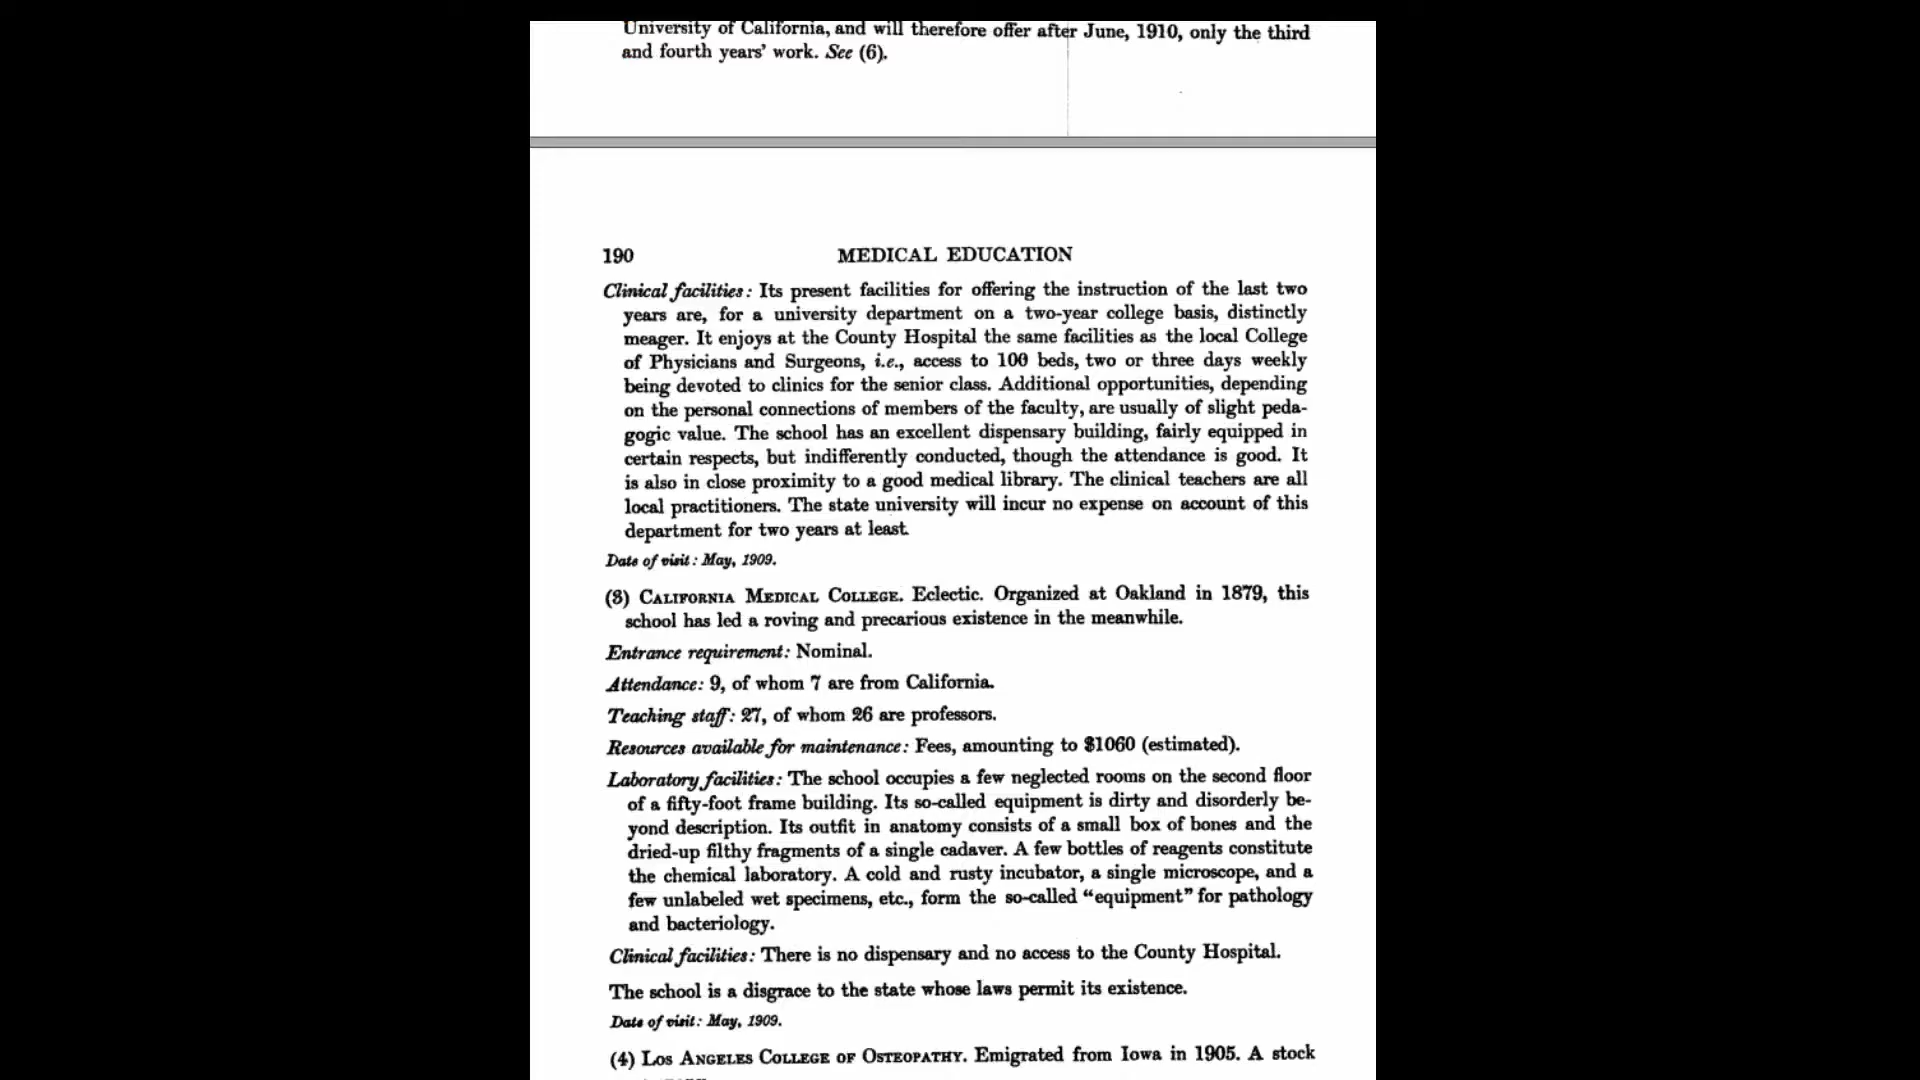 University of California, and will therefore offer after June, 1910, only the third
and fourth years' work. See (6).
190 MEDICAL EDUCATION
Clinical facilities: Its present facilities for offering the instruction of the last two
years are, for a university department on a two-year college basis, distinctly
meager. It enjoys at the County Hospital the same facilities as the local College
of Physicians and Surgeons, i.e., access to 100 beds, two or three days weekly
being devoted to clinics for the senior class. Additional opportunities, depending
on the personal connections of members of the faculty, are usually of slight peda-
gogic value. The school has an excellent dispensary building, fairly equipped in
certain respects, but indifferently conducted, though the attendance is good. It
is also in close proximity to a good medical library. The clinical teachers are all
local practitioners. The state university will incur no expense on account of this
department for two years at least.
Date of visit: May, 1909.
(3) CALIFORNIA MEDICAL COLLEGE. Eclectic. Organized at Oakland in 1879, this
school has led a roving and precarious existence in the meanwhile.
Entrance requirement: Nominal.
Attendance: 9, of whom 7 are from California.
Teaching staff: 27, of whom 26 are professors.
Resources available for maintenance: Fees, amounting to $1060 (estimated).
Laboratory facilities: The school occupies a few neglected rooms on the second floor
of a fifty-foot frame building. Its so-called equipment is dirty and disorderly be-
yond description. Its outfit in anatomy consists of a small box of bones and the
dried-up filthy fragments of a single cadaver. A few bottles of reagents constitute
the chemical laboratory. A cold and rusty incubator, a single microscope, and a
few unlabeled wet specimens, etc., form the so-called "equipment" for pathology
and bacteriology.
Clinical facilities: There is no dispensary and no access to the County Hospital.
The school is a disgrace to the state whose laws permit its existence.
Date of visit: May, 1909.
(4) LOS ANGELES COLLEGE OF OSTEOPATHY. Emigrated from Iowa in 1905. A stock